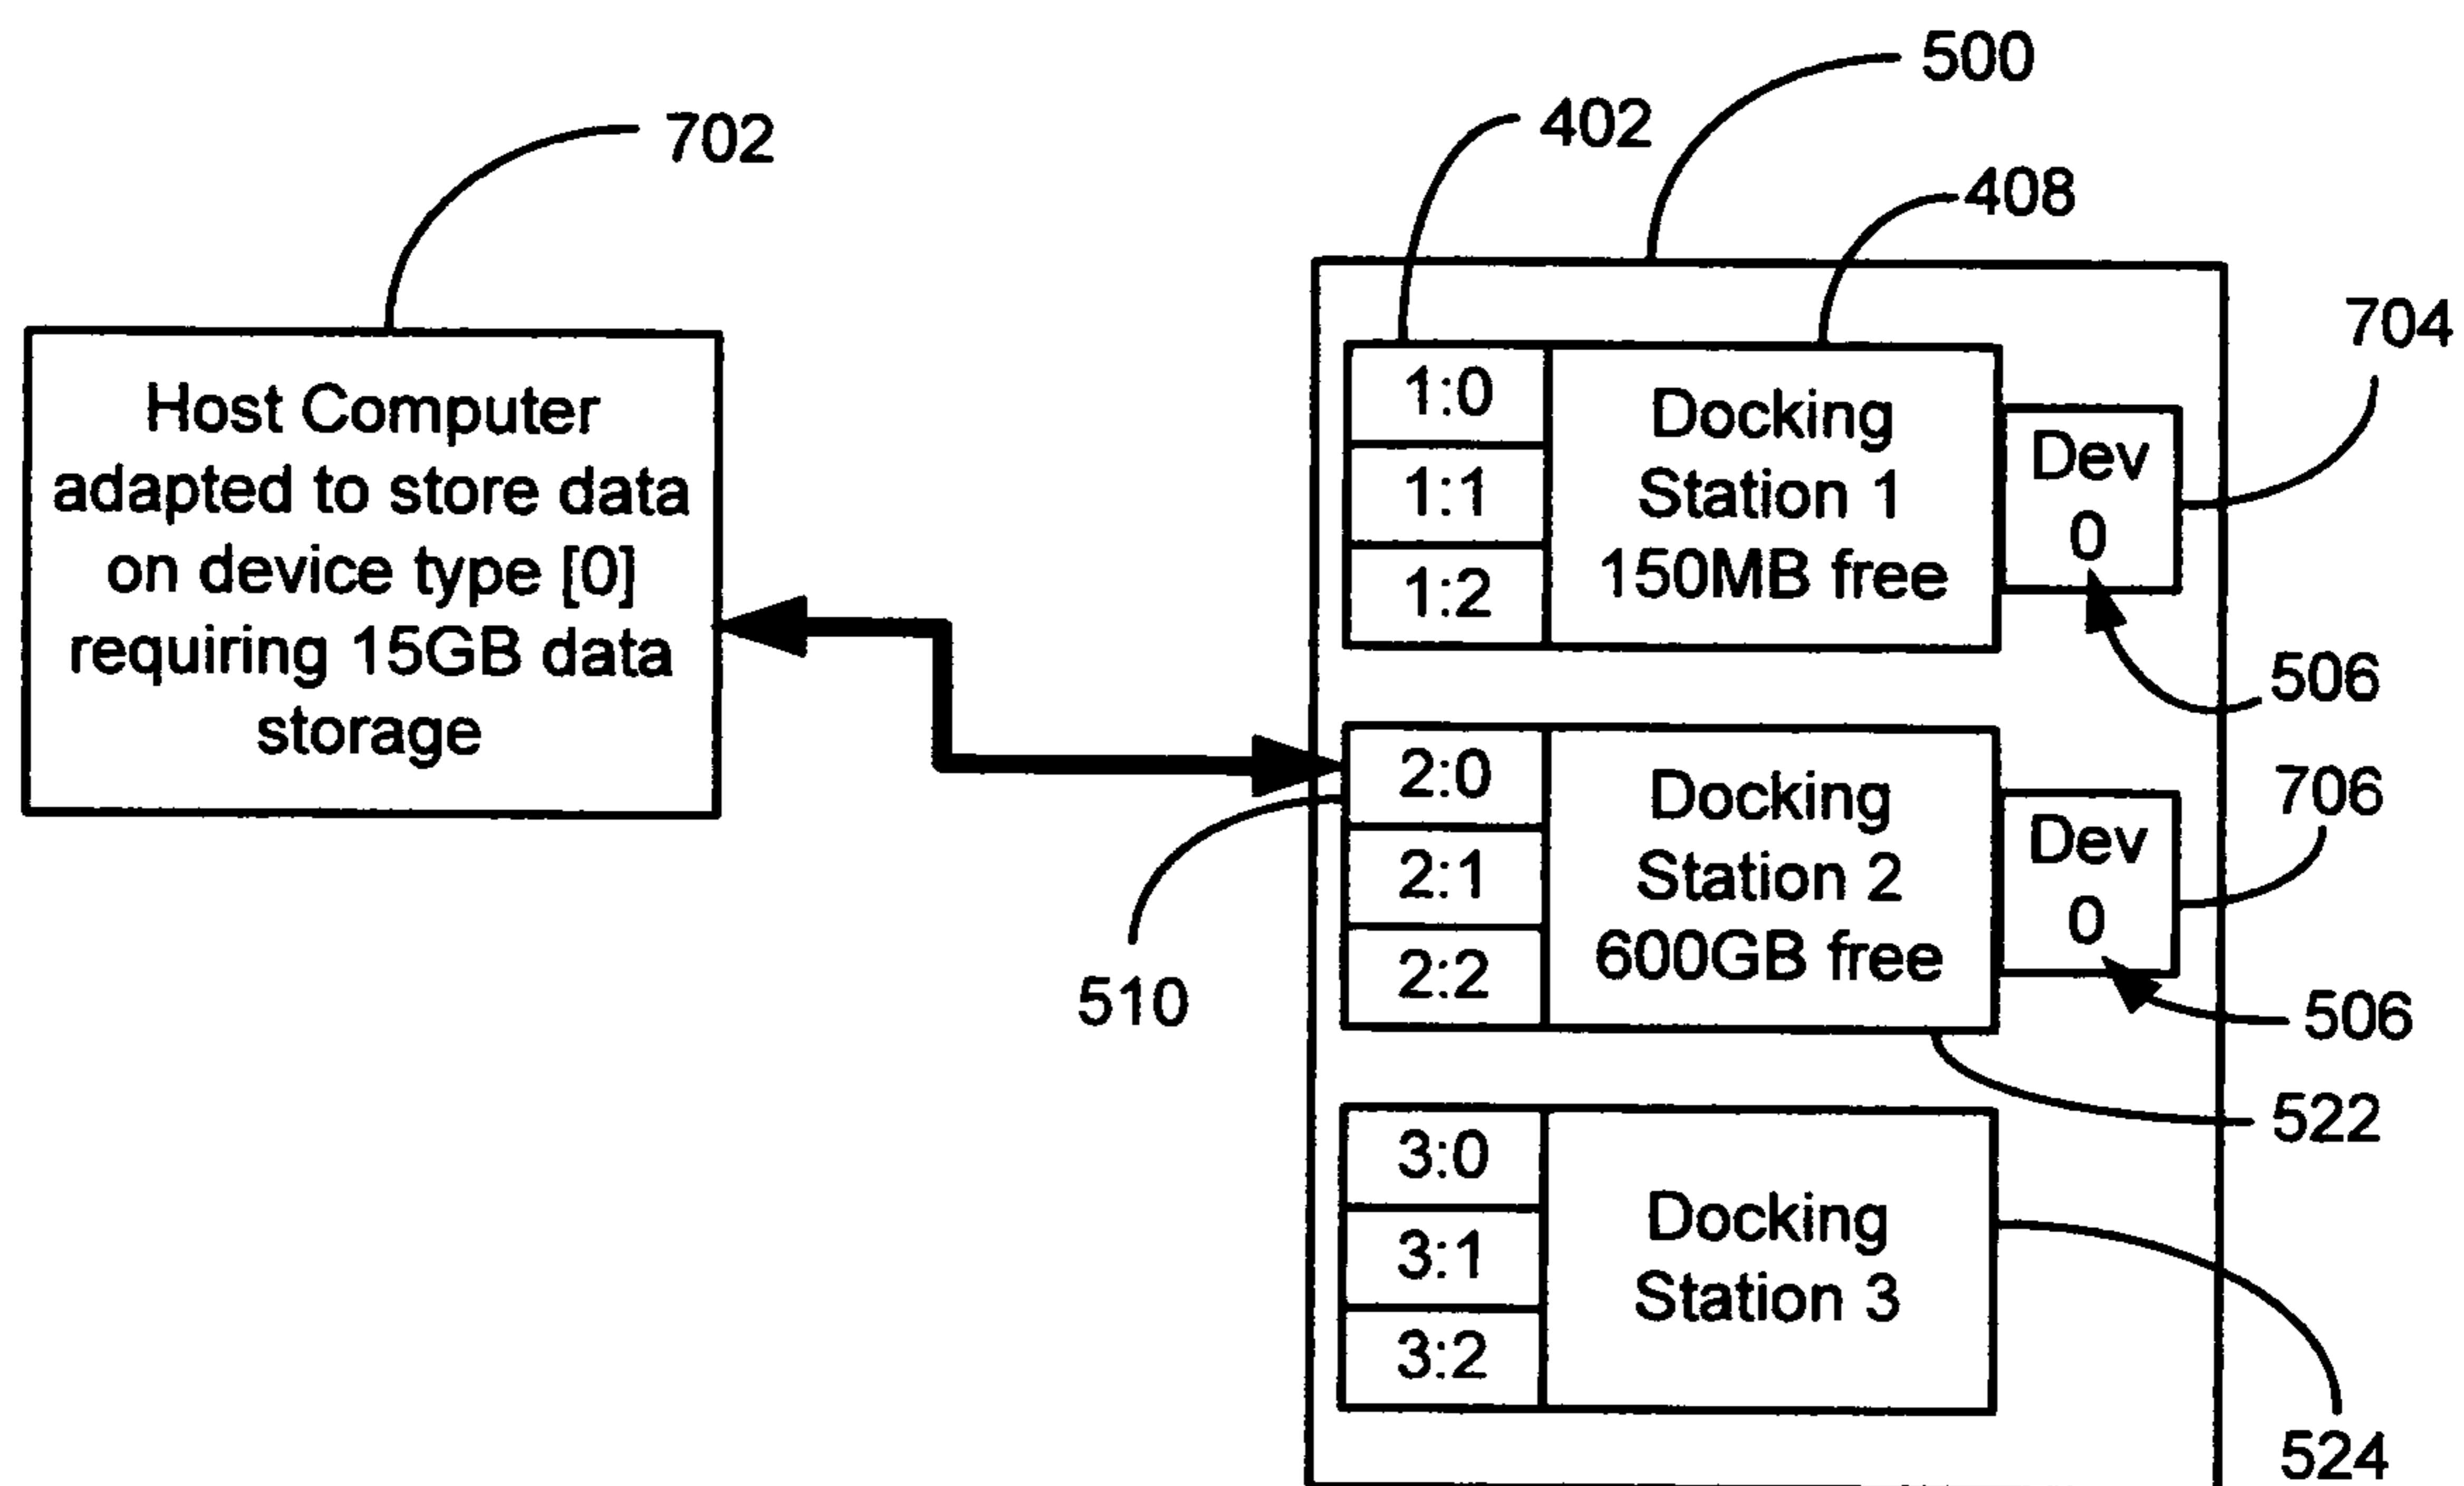 500
402
702
408
704
Host Computer
adapted to store data
on device type [0]
requiring 15GB data
storage
1:0
1:1
1:2
Docking
Station 1
150MB free
Dev
0
506
2:0
2:1
2:2
Docking
Station 2
600GB free
Dev
0
706
510
506
522
3:0
3:1
3:2
Docking
Station 3
524